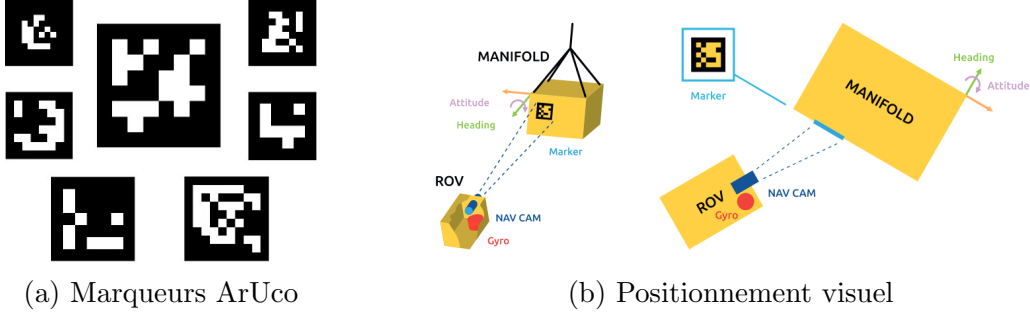 MANIFOLD
Attitude
Heading
Marker
ROV
NAV CAM
Gyro
Marker
MANIFOLD
Heading
Attitude
ROV
NAV CAM
Gyro
(a) Marqueurs ArUco
(b) Positionnement visuel